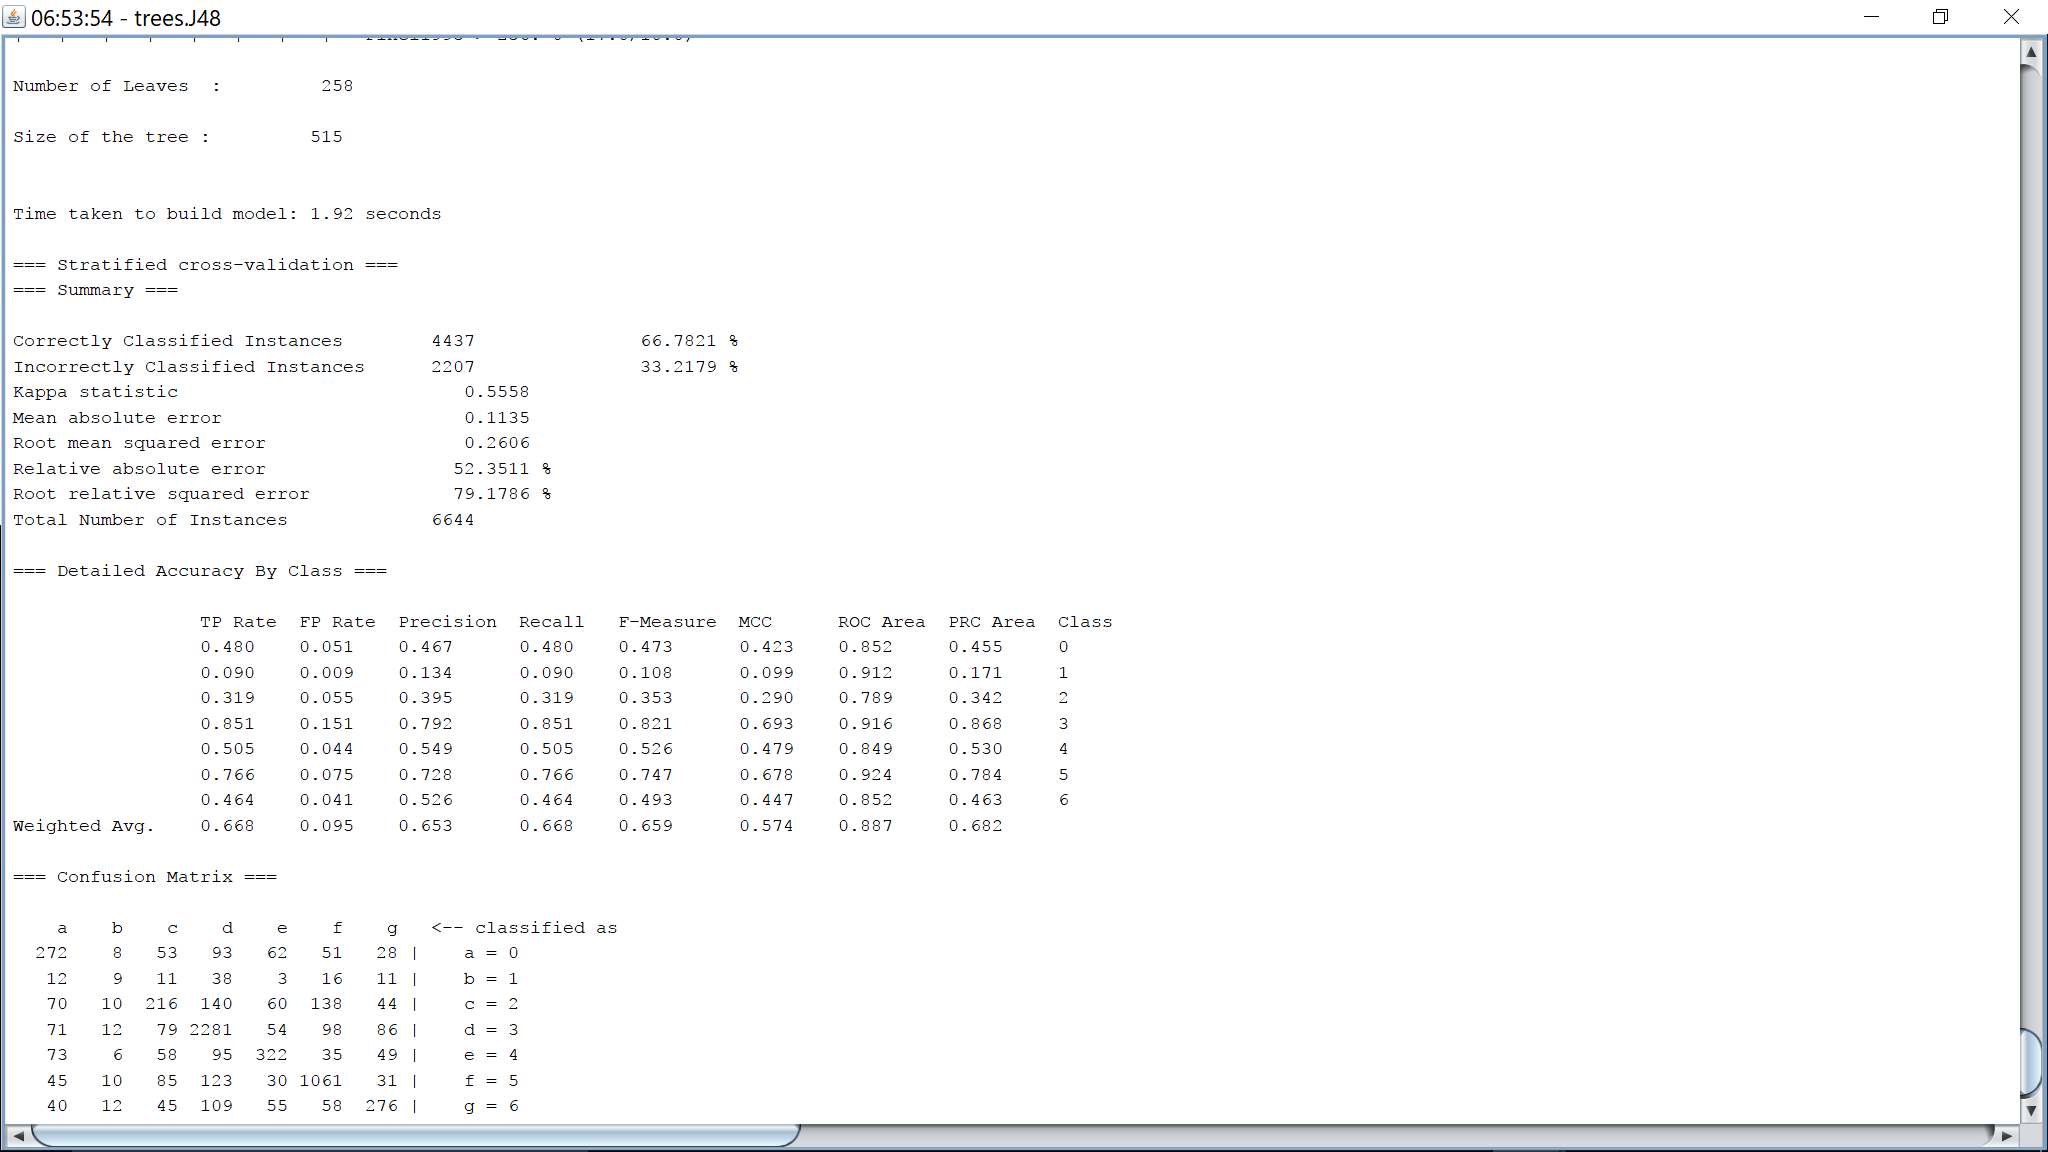 06:53:54 - trees.J48
Number of Leaves  :         258
Size of the tree :         515
Time taken to build model: 1.92 seconds
=== Stratified cross-validation ===
=== Summary ===
Correctly Classified Instances        4437               66.7821 %
Incorrectly Classified Instances      2207               33.2179 %
Kappa statistic                          0.5558
Mean absolute error                      0.1135
Root mean squared error                  0.2606
Relative absolute error                 52.3511 %
Root relative squared error             79.1786 %
Total Number of Instances             6644
=== Detailed Accuracy By Class ===
                 TP Rate  FP Rate  Precision  Recall   F-Measure  MCC      ROC Area  PRC Area  Class
                 0.480    0.051    0.467      0.480    0.473      0.423    0.852     0.455     0
                 0.090    0.009    0.134      0.090    0.108      0.099    0.912     0.171     1
                 0.319    0.055    0.395      0.319    0.353      0.290    0.789     0.342     2
                 0.851    0.151    0.792      0.851    0.821      0.693    0.916     0.868     3
                 0.505    0.044    0.549      0.505    0.526      0.479    0.849     0.530     4
                 0.766    0.075    0.728      0.766    0.747      0.678    0.924     0.784     5
                 0.464    0.041    0.526      0.464    0.493      0.447    0.852     0.463     6
Weighted Avg.    0.668    0.095    0.653      0.668    0.659      0.574    0.887     0.682
=== Confusion Matrix ===
    a    b    c    d    e    f    g   <-- classified as
  272    8   53   93   62   51   28 |    a = 0
   12    9   11   38    3   16   11 |    b = 1
   70   10  216  140   60  138   44 |    c = 2
   71   12   79 2281   54   98   86 |    d = 3
   73    6   58   95  322   35   49 |    e = 4
   45   10   85  123   30 1061   31 |    f = 5
   40   12   45  109   55   58  276 |    g = 6